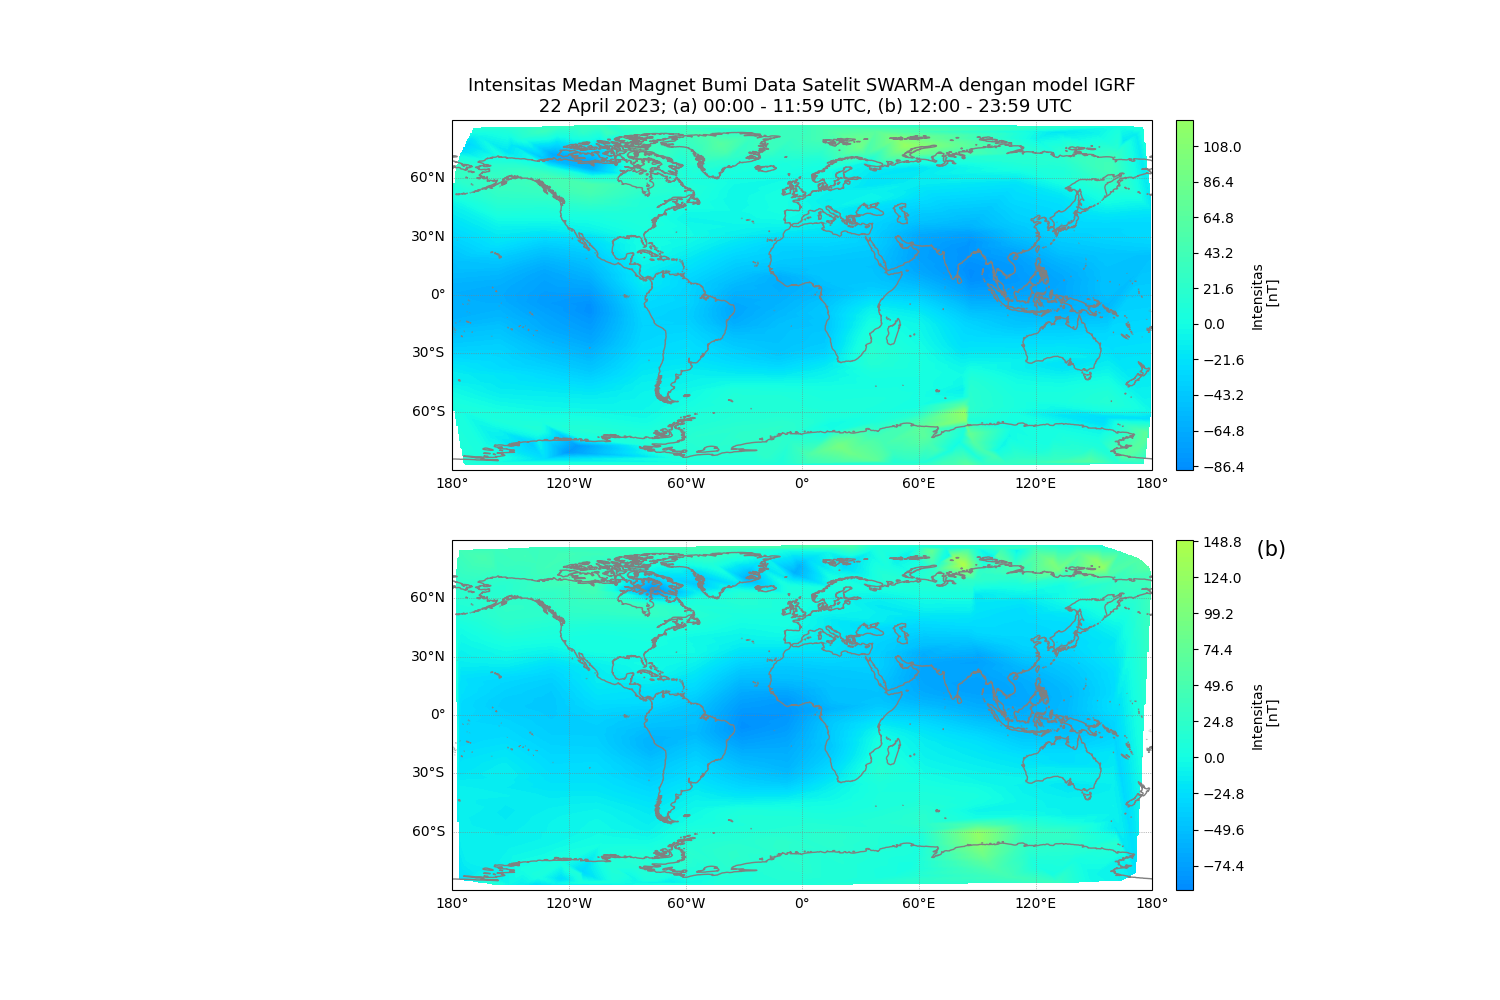 Intensitas Medan Magnet Bumi Data Satelit SWARM-A dengan model IGRF
22 April 2023; (a) 00:00 - 11:59 UTC, (b) 12:00 - 23:59 UTC
60°N
30°N
0°
30°S
60°S
180°
120°W
60°W
0°
60°E
120°E
180°
108.0
86.4
64.8
43.2
21.6
0.0
−21.6
−43.2
−64.8
−86.4
Intensitas
[nT]
60°N
30°N
0°
30°S
60°S
180°
120°W
60°W
0°
60°E
120°E
180°
148.8
124.0
99.2
74.4
49.6
24.8
0.0
−24.8
−49.6
−74.4
Intensitas
[nT]
(b)